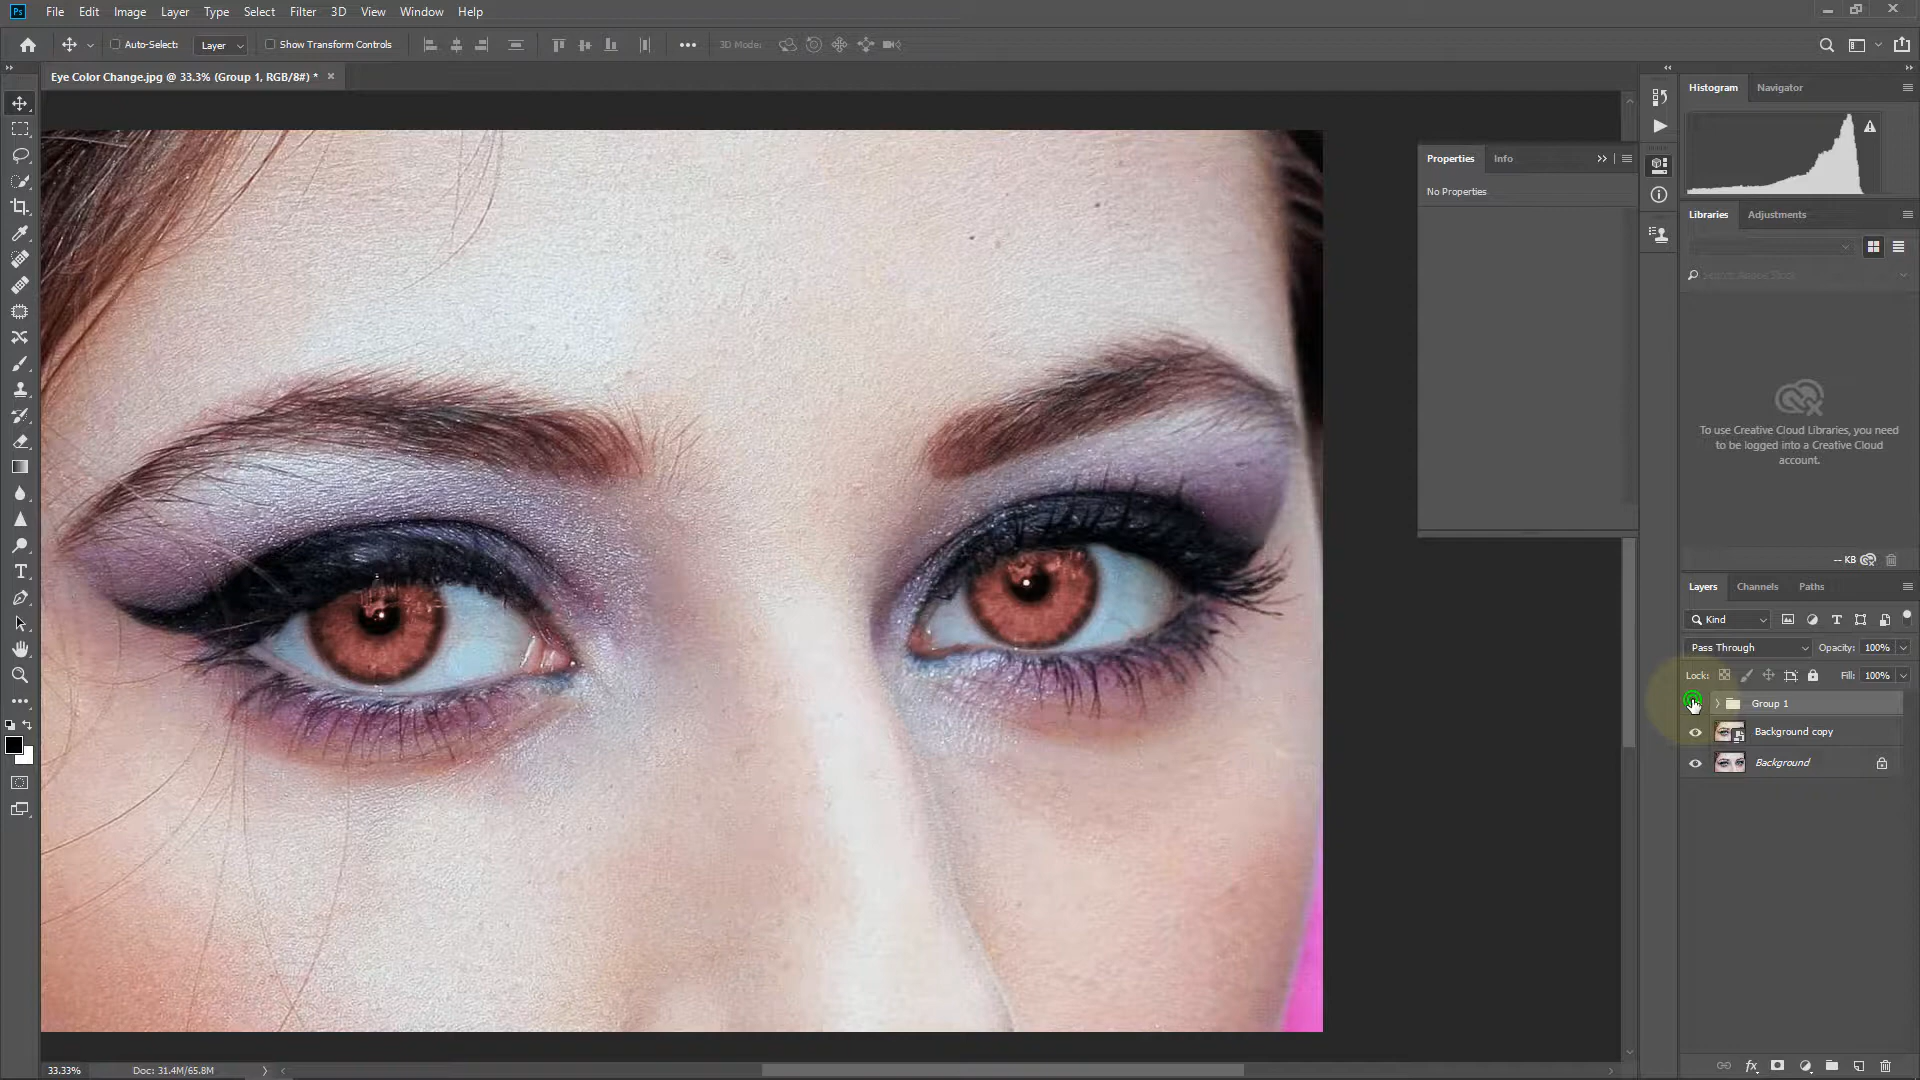 Ps File Edit Image Layer Type Select Filter 3D View Window Help
Auto-Select: Layer Show Transform Controls 3D Mode:
Eye Color Change.jpg @ 33.3% (Group 1, RGB/8#) * ×
Histogram Navigator
Properties Info
No Properties
Libraries Adjustments
To use Creative Cloud Libraries, you need
to be logged into a Creative Cloud
account.
-- KB
Layers Channels Paths
Kind
Pass Through Opacity: 100%
Lock: Fill: 100%
Group 1
Background copy
Background
33.33% Doc: 31.4M/65.8M